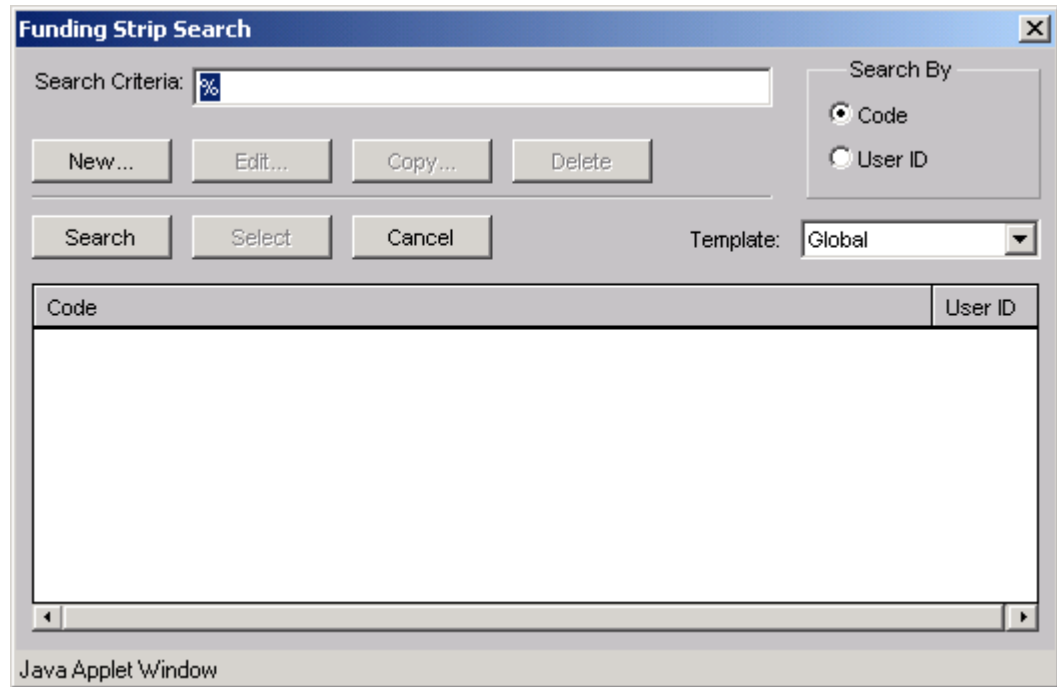 Funding Strip Search
Search Criteria: %
Search By
Code
User ID
New... Edit... Copy... Delete
Search Select Cancel
Template: Global
Code User ID
Java Applet Window